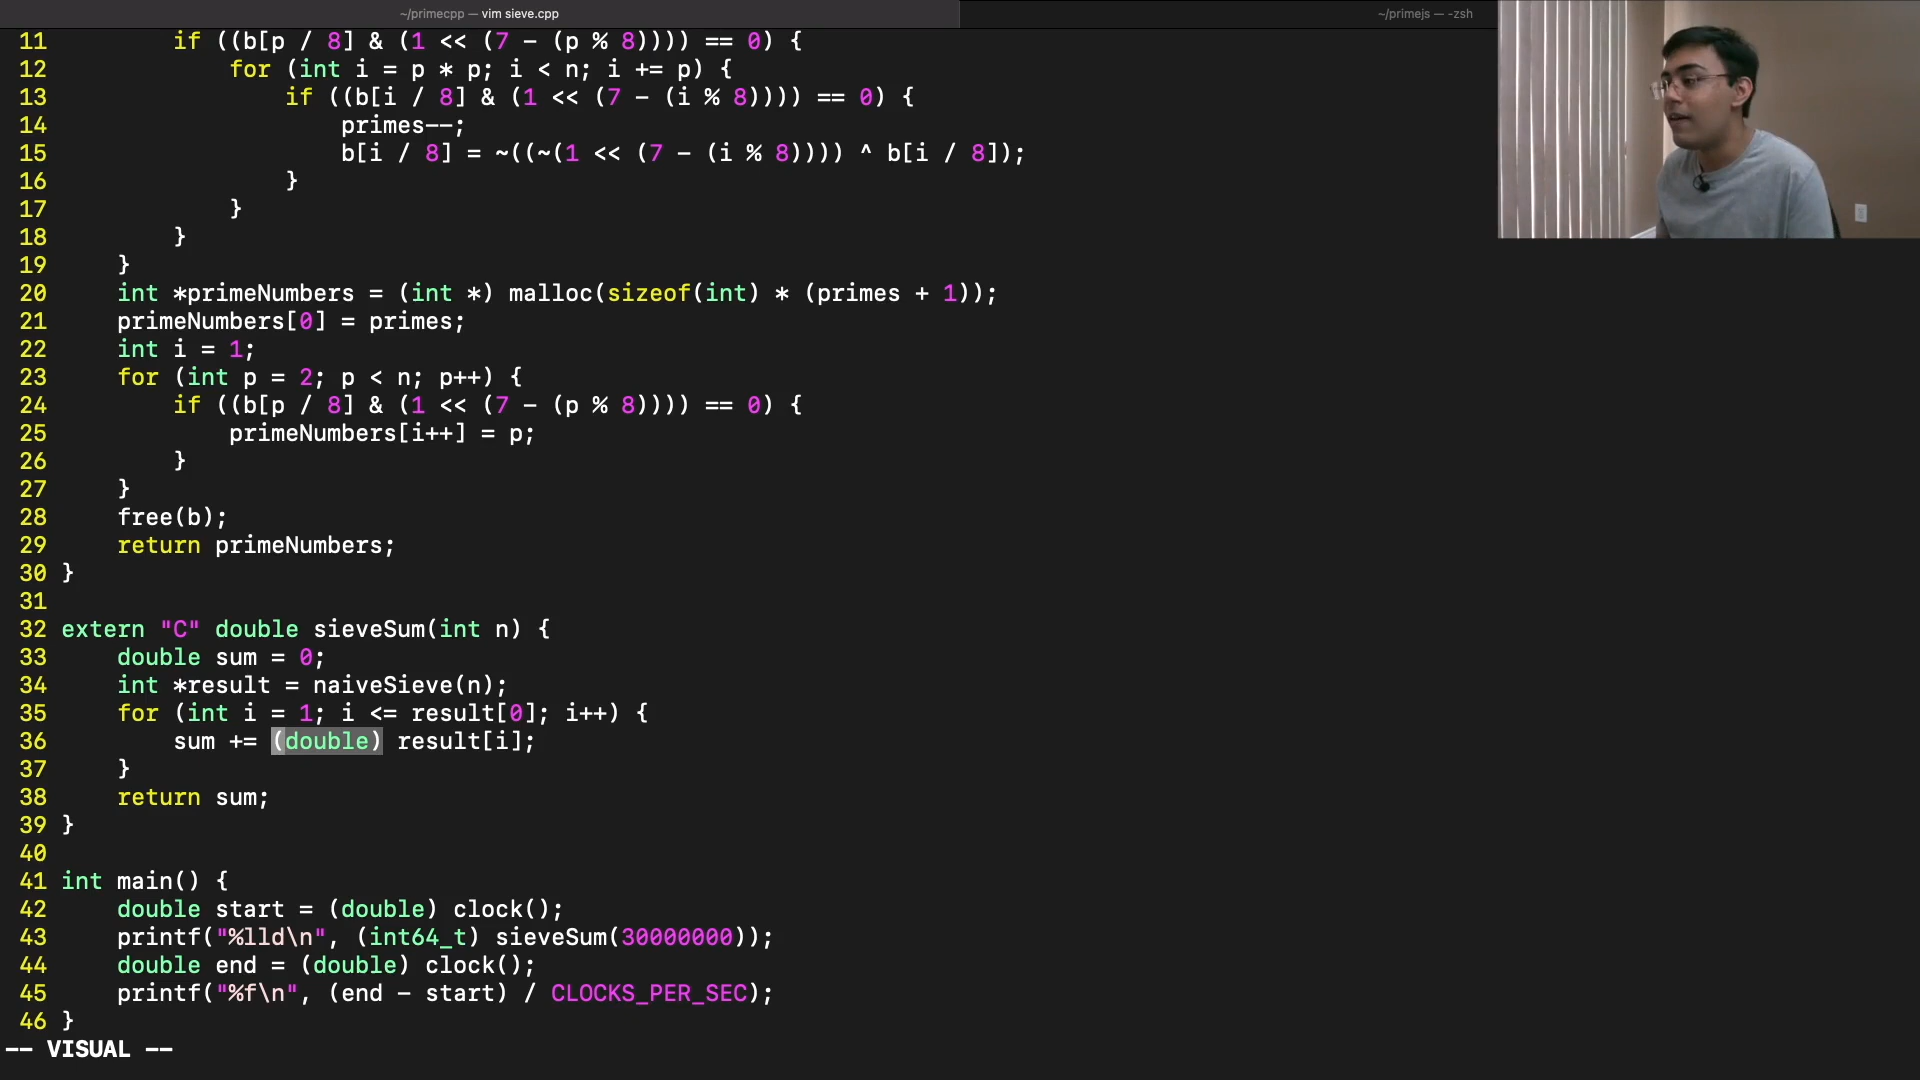 ~/primecpp — vim sieve.cpp
~/primejs — -zsh
11         if ((b[p / 8] & (1 << (7 - (p % 8)))) == 0) {
12             for (int i = p * p; i < n; i += p) {
13                 if ((b[i / 8] & (1 << (7 - (i % 8)))) == 0) {
14                     primes--;
15                     b[i / 8] = ~((~(1 << (7 - (i % 8)))) ^ b[i / 8]);
16                 }
17             }
18         }
19     }
20     int *primeNumbers = (int *) malloc(sizeof(int) * (primes + 1));
21     primeNumbers[0] = primes;
22     int i = 1;
23     for (int p = 2; p < n; p++) {
24         if ((b[p / 8] & (1 << (7 - (p % 8)))) == 0) {
25             primeNumbers[i++] = p;
26         }
27     }
28     free(b);
29     return primeNumbers;
30 }
31
32 extern "C" double sieveSum(int n) {
33     double sum = 0;
34     int *result = naiveSieve(n);
35     for (int i = 1; i <= result[0]; i++) {
36         sum += (double) result[i];
37     }
38     return sum;
39 }
40
41 int main() {
42     double start = (double) clock();
43     printf("%lld\n", (int64_t) sieveSum(30000000));
44     double end = (double) clock();
45     printf("%f\n", (end - start) / CLOCKS_PER_SEC);
46 }
-- VISUAL --